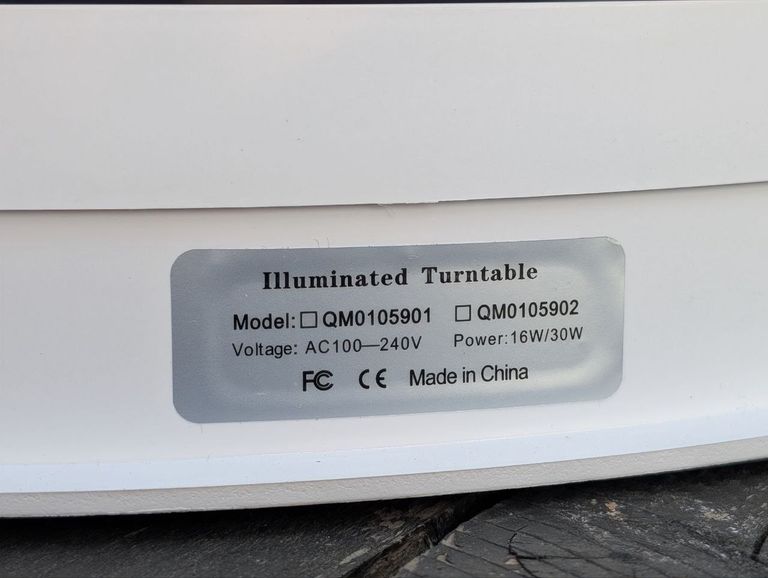 Illuminated Turntable
Model: ☐ QM0105901 ☐ QM0105902
Voltage: AC100—240V Power:16W/30W
FC CE Made in China